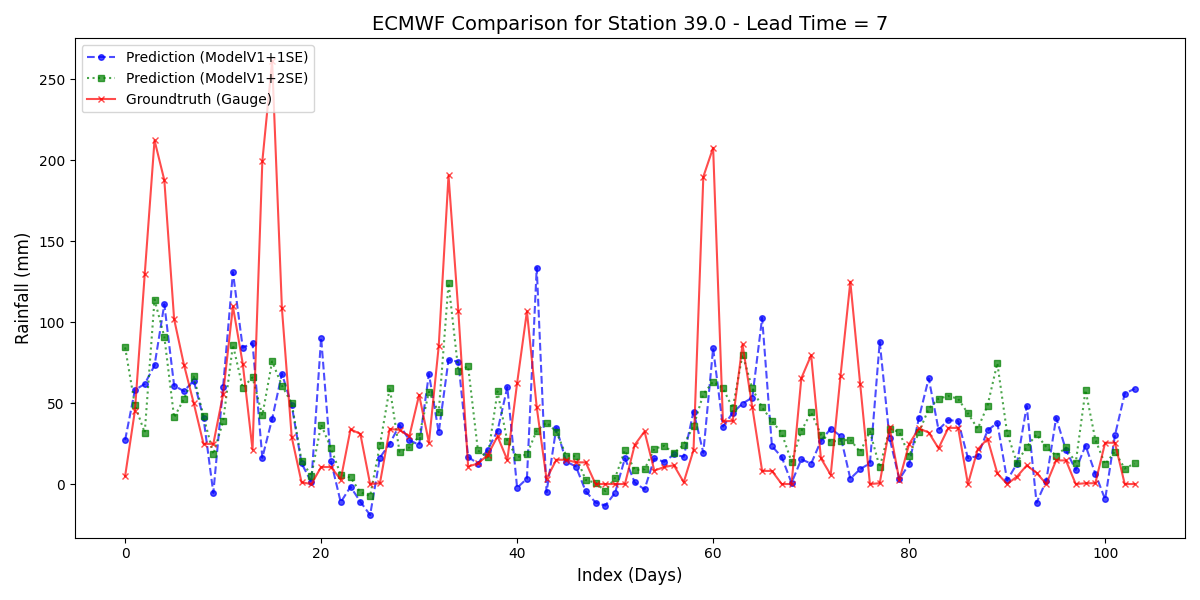 ECMWF Comparison for Station 39.0 - Lead Time = 7
Prediction (ModelV1+1SE)
Prediction (ModelV1+2SE)
Groundtruth (Gauge)
Rainfall (mm)
250
200
150
100
50
0
0
20
40
60
80
100
Index (Days)